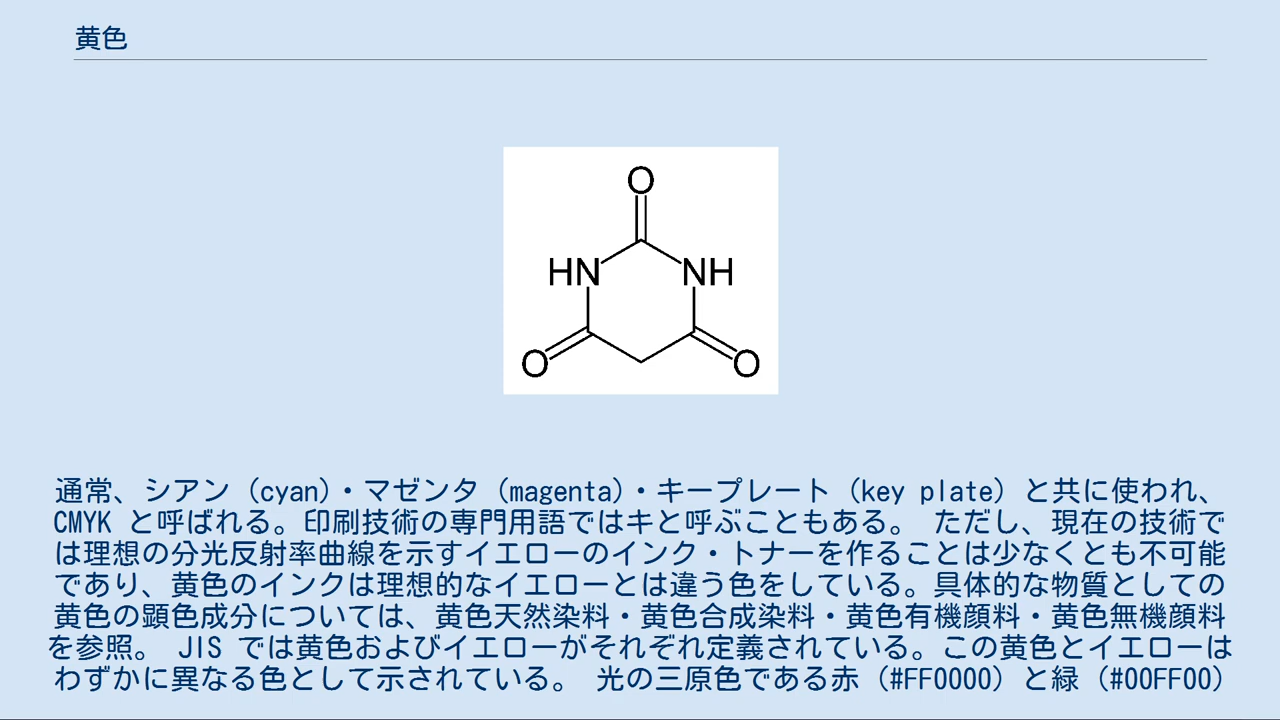 黄色
O
HN NH
O O
通常、シアン（cyan）・マゼンタ（magenta）・キープレート（key plate）と共に使われ、
CMYK と呼ばれる。印刷技術の専門用語ではキと呼ぶこともある。 ただし、現在の技術で
は理想の分光反射率曲線を示すイエローのインク・トナーを作ることは少なくとも不可能
であり、黄色のインクは理想的なイエローとは違う色をしている。具体的な物質としての
黄色の顕色成分については、黄色天然染料・黄色合成染料・黄色有機顔料・黄色無機顔料
を参照。 JIS では黄色およびイエローがそれぞれ定義されている。この黄色とイエローは
わずかに異なる色として示されている。 光の三原色である赤（#FF0000）と緑（#00FF00）